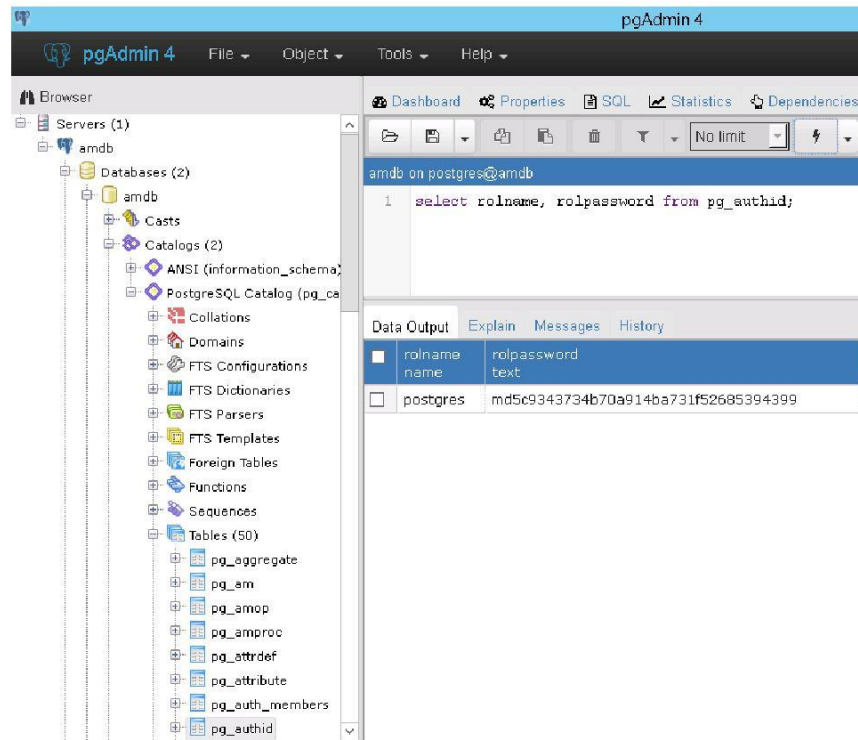 pgAdmin 4
pgAdmin 4 File Object Tools Help
Browser
Servers (1)
amdb
Databases (2)
amdb
Casts
Catalogs (2)
ANSI (information_schema)
PostgreSQL Catalog (pg_ca
Collations
Domains
FTS Configurations
FTS Dictionaries
FTS Parsers
FTS Templates
Foreign Tables
Functions
Sequences
Tables (50)
pg_aggregate
pg_am
pg_amop
pg_amproc
pg_attrdef
pg_attribute
pg_auth_members
pg_authid
Dashboard Properties SQL Statistics Dependencies
No limit
amdb on postgres@amdb
1 select rolname, rolpassword from pg_authid;
Data Output Explain Messages History
rolname rolpassword
name text
postgres md5c9343734b70a914ba731f52685394399